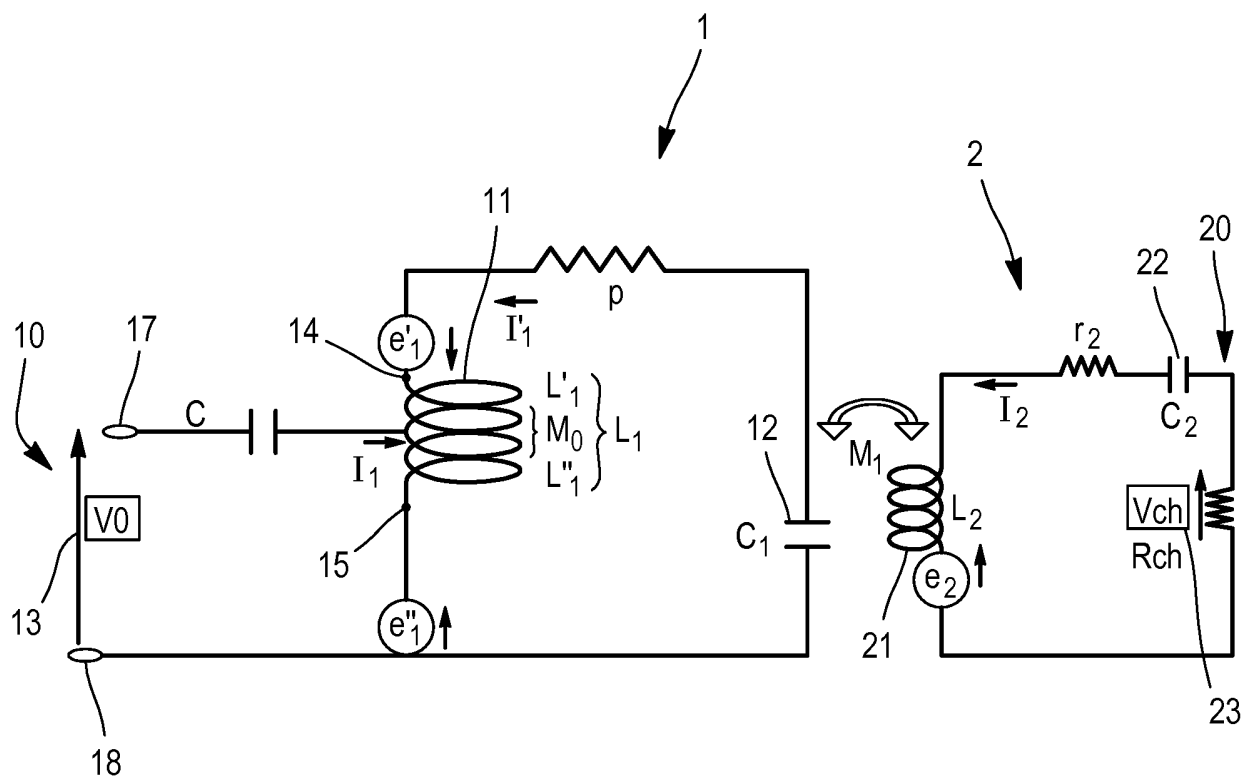 1
2
11
20
22
p
r₂
I'₁
14
e'₁
10
17
C
C₂
I₂
L'₁
M₀
L₁
L"₁
12
M₁
I₁
V0
C₁
L₂
Vch
Rch
15
13
e"₁
e₂
21
23
18